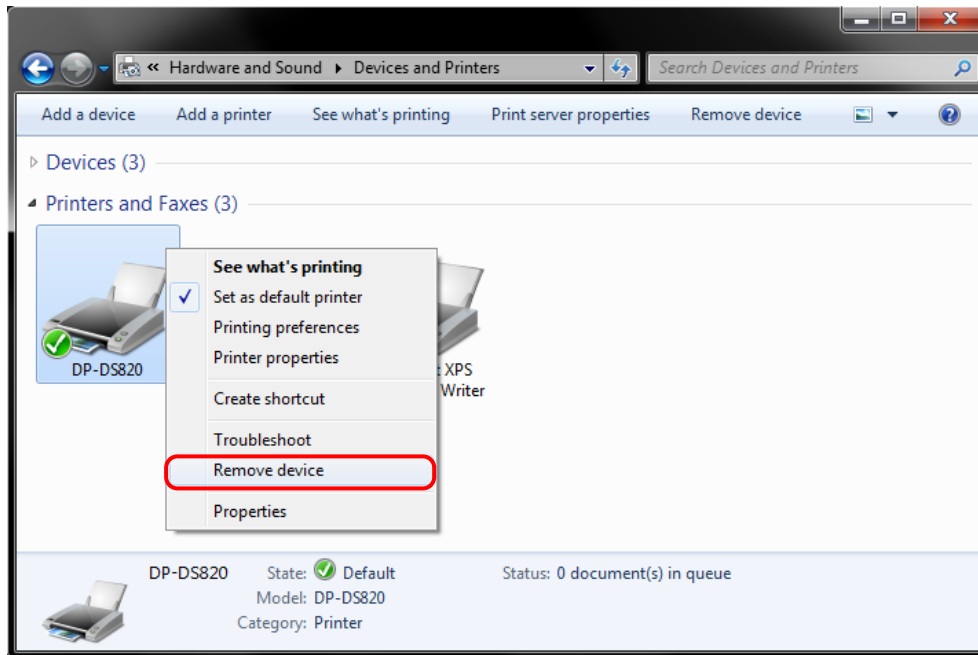 « Hardware and Sound ▸ Devices and Printers
Search Devices and Printers
Add a device Add a printer See what's printing Print server properties Remove device
Devices (3)
Printers and Faxes (3)
See what's printing
Set as default printer
Printing preferences
Printer properties
Create shortcut
Troubleshoot
Remove device
Properties
DP-DS820
XPS
Writer
DP-DS820 State: Default Status: 0 document(s) in queue
Model: DP-DS820
Category: Printer